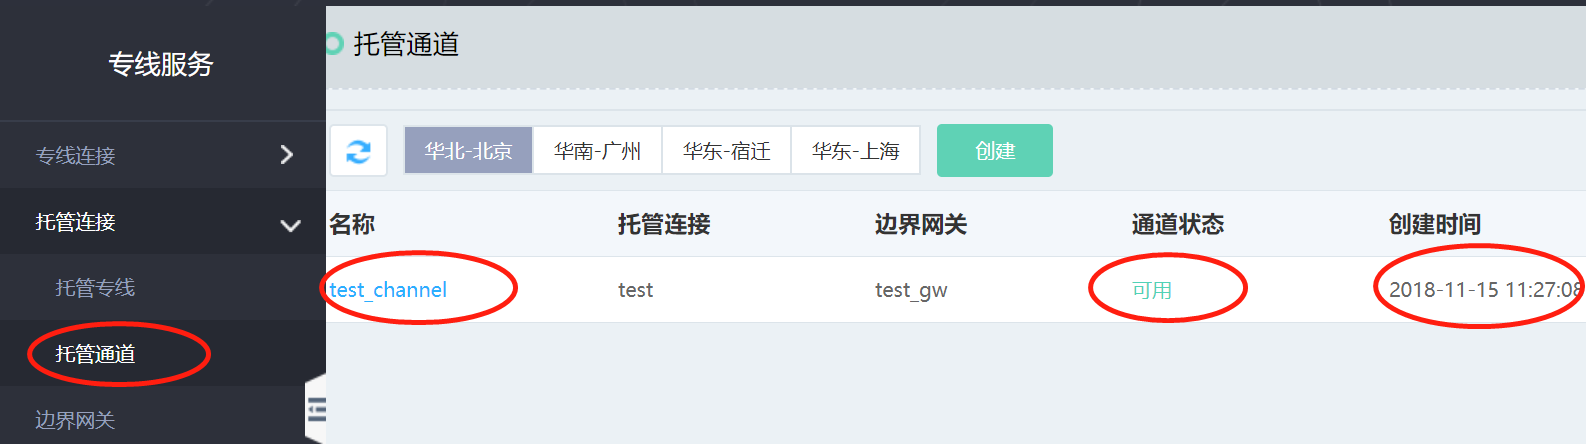 专线服务
专线连接
托管连接
托管专线
托管通道
边界网关
托管通道
华北-北京 华南-广州 华东-宿迁 华东-上海 创建
名称 托管连接 边界网关 通道状态 创建时间
test_channel test test_gw 可用 2018-11-15 11:27:08